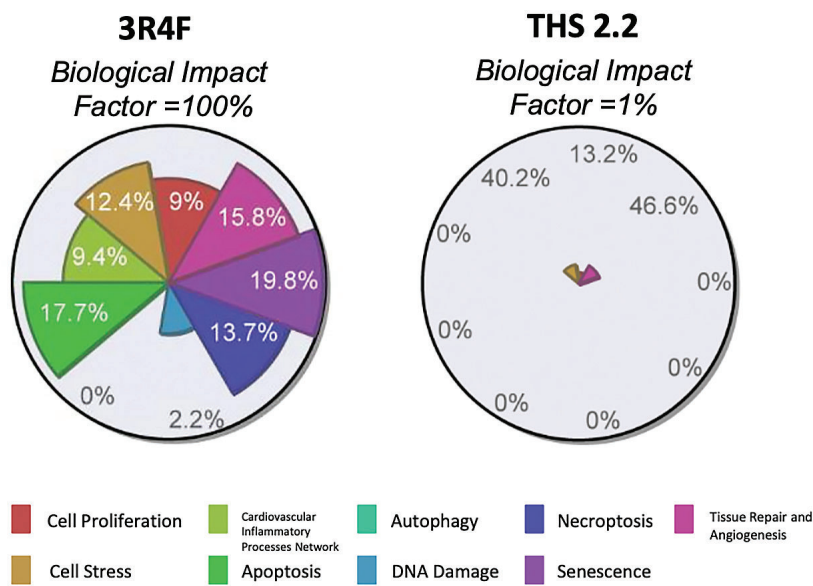 3R4F
Biological Impact
Factor =100%
12.4%
9%
15.8%
9.4%
19.8%
17.7%
13.7%
0%
2.2%
THS 2.2
Biological Impact
Factor =1%
13.2%
40.2%
46.6%
0%
0%
0%
0%
0%
0%
Cell Proliferation
Cardiovascular
Inflammatory
Processes Network
Autophagy
Necroptosis
Tissue Repair and
Angiogenesis
Cell Stress
Apoptosis
DNA Damage
Senescence